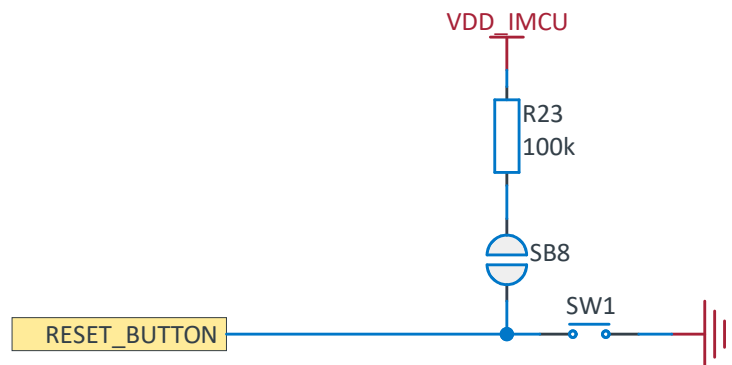 VDD_IMCU
R23
100k
SB8
SW1
RESET_BUTTON